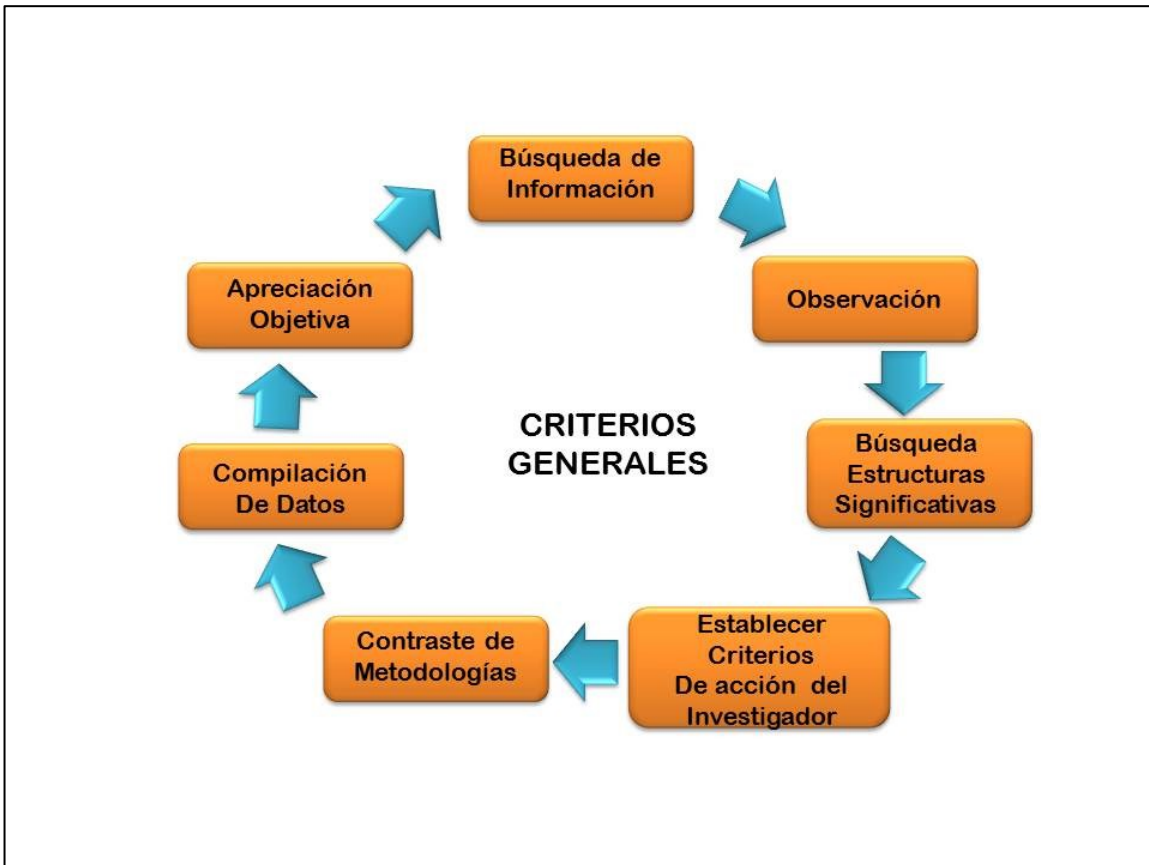 Búsqueda de
Información
Observación
Búsqueda
Estructuras
Significativas
Establecer
Criterios
De acción del
Investigador
Contraste de
Metodologías
Compilación
De Datos
Apreciación
Objetiva
CRITERIOS
GENERALES